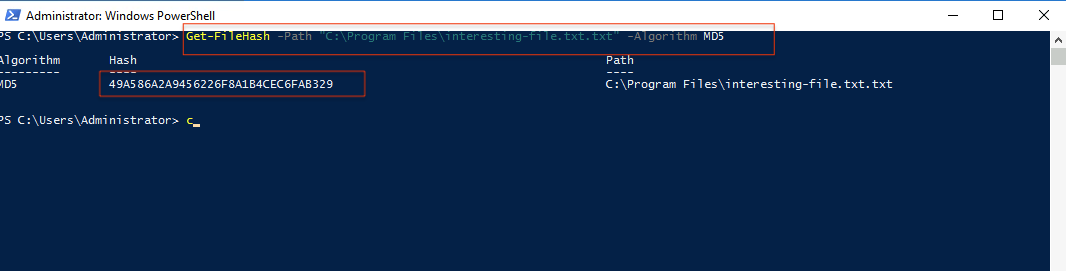 Administrator: Windows PowerShell
PS C:\Users\Administrator> Get-FileHash -Path "C:\Program Files\interesting-file.txt.txt" -Algorithm MD5
Algorithm Hash Path
--------- ---- ----
MD5 49A586A2A9456226F8A1B4CEC6FAB329 C:\Program Files\interesting-file.txt.txt
PS C:\Users\Administrator> c_